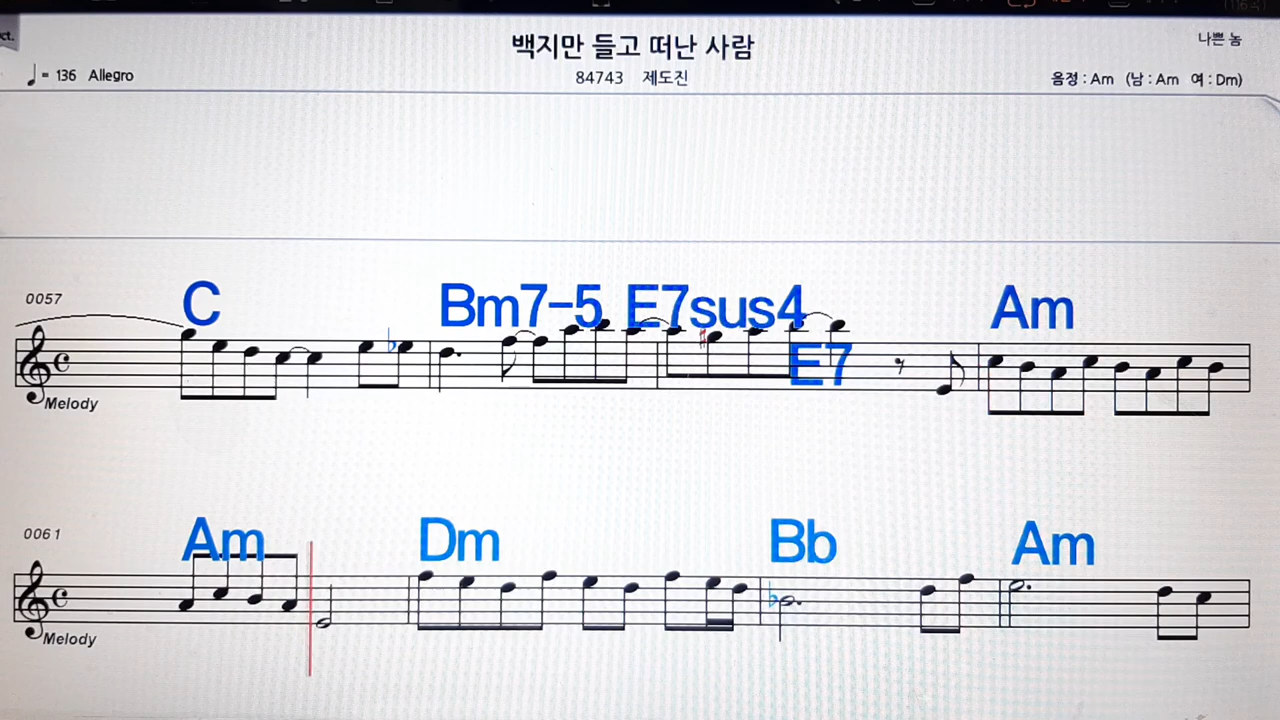 ct.
백지만 들고 떠난 사람
나쁜 놈
♩= 136 Allegro
84743 제도진
음정 : Am (남 : Am 여 : Dm)
0057
C Bm7-5 E7sus4 E7 Am
Melody
0061
Am Dm Bb Am
Melody